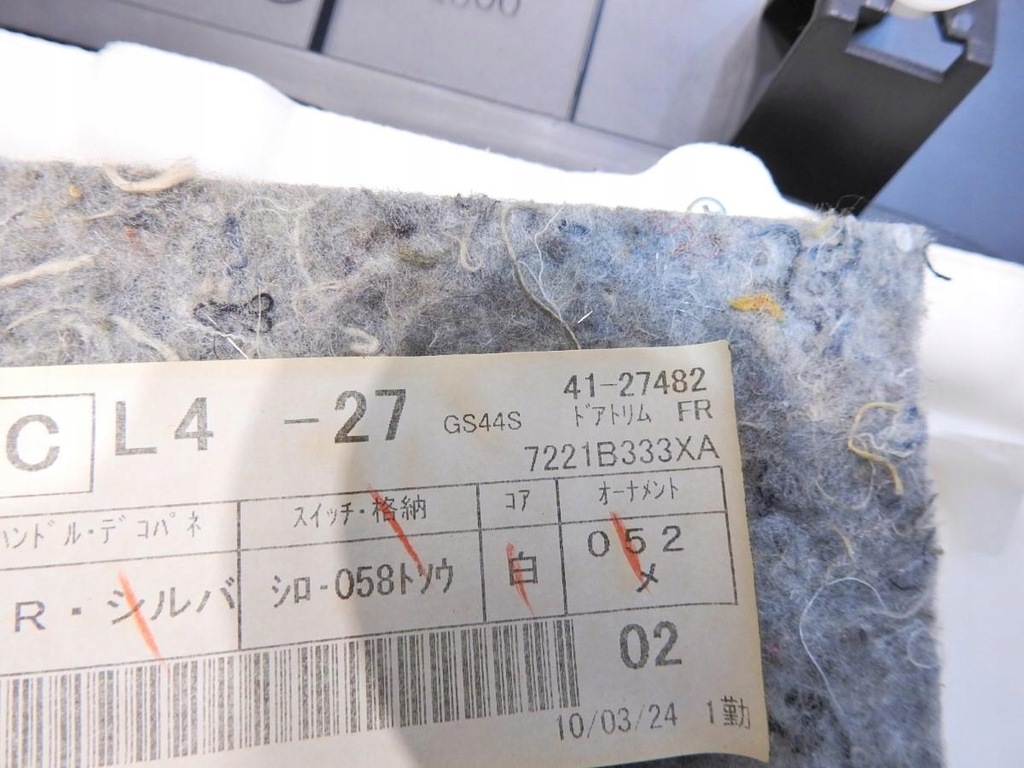 C L4 -27 GS44S 41-27482
ドアトリム FR
7221B333XA
ハンドル・デコパネ スイッチ・格納 コア オーナメント
R・シルバ シロ-058トソウ 白 052
メ
02
10/03/24 1勤